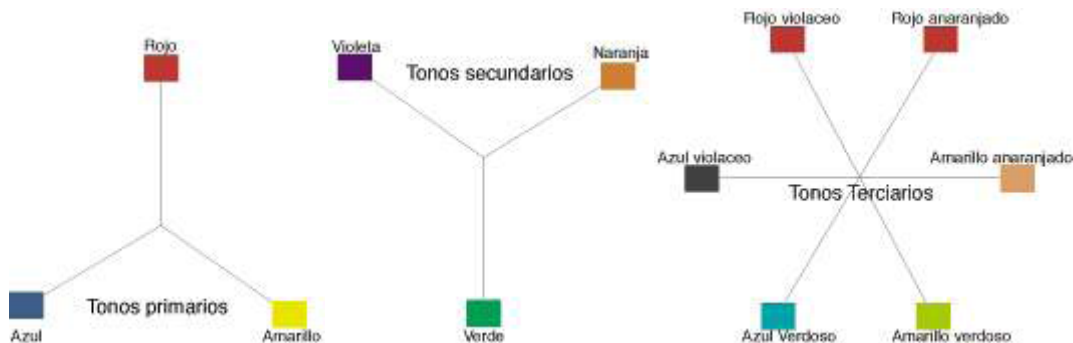 Rojo
Tonos primarios
Azul
Amarillo
Violeta
Naranja
Tonos secundarios
Verde
Rojo violaceo
Rojo anaranjado
Azul violaceo
Amarillo anaranjado
Tonos Terciarios
Azul Verdoso
Amarillo verdoso